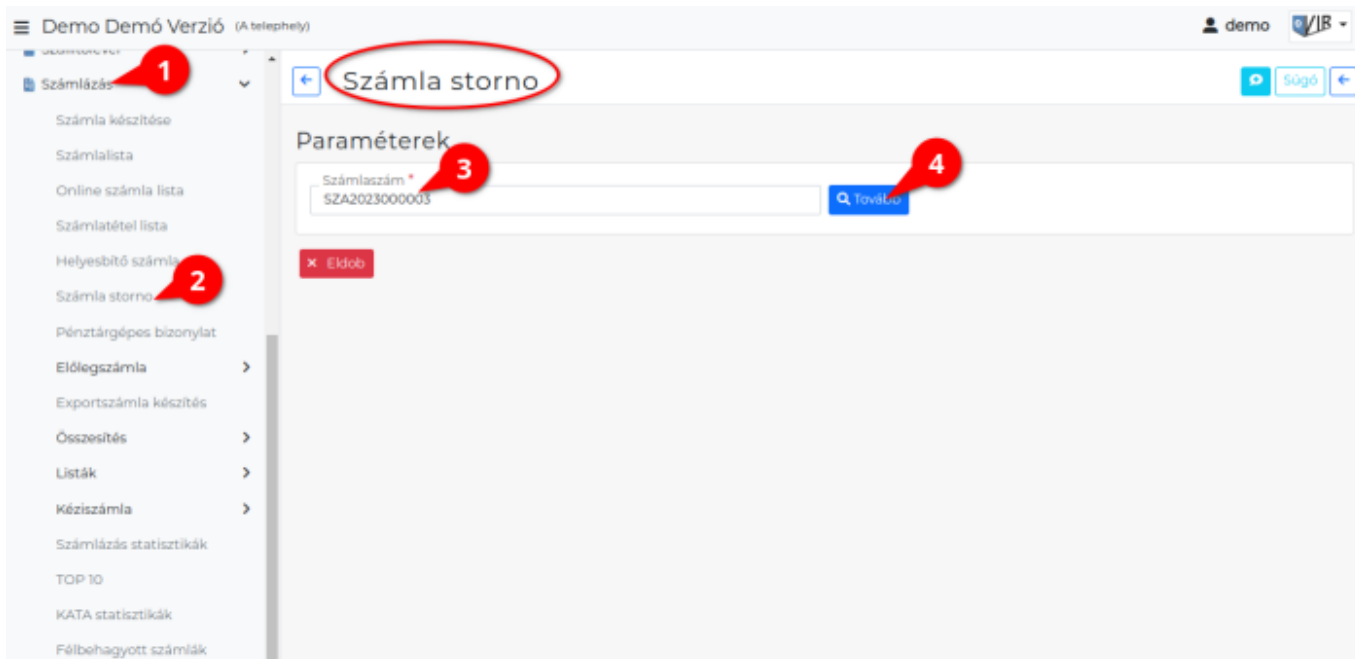 Demo Demó Verzió (A telephely)
demo
Szállítólevél
Számlázás
1
Számla készítése
Számlalista
Online számla lista
Számlatétel lista
Helyesbítő számla
Számla storno
2
Pénztárgépes bizonylat
Előlegszámla
Exportszámla készítés
Összesítés
Listák
Kéziszámla
Számlázás statisztikák
TOP 10
KATA statisztikák
Félbehagyott számlák
Számla storno
Súgó
Paraméterek
Számlaszám *
3
SZA2023000003
4
Tovább
Eldob